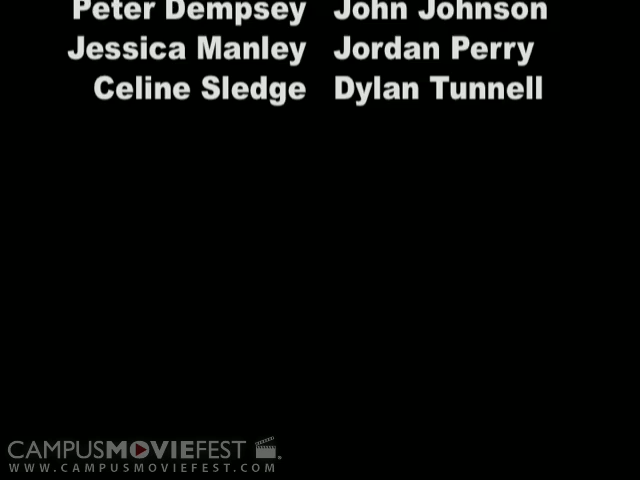 Peter Dempsey John Johnson
Jessica Manley Jordan Perry
Celine Sledge Dylan Tunnell
CAMPUSMOVIEFEST
WWW.CAMPUSMOVIEFEST.COM